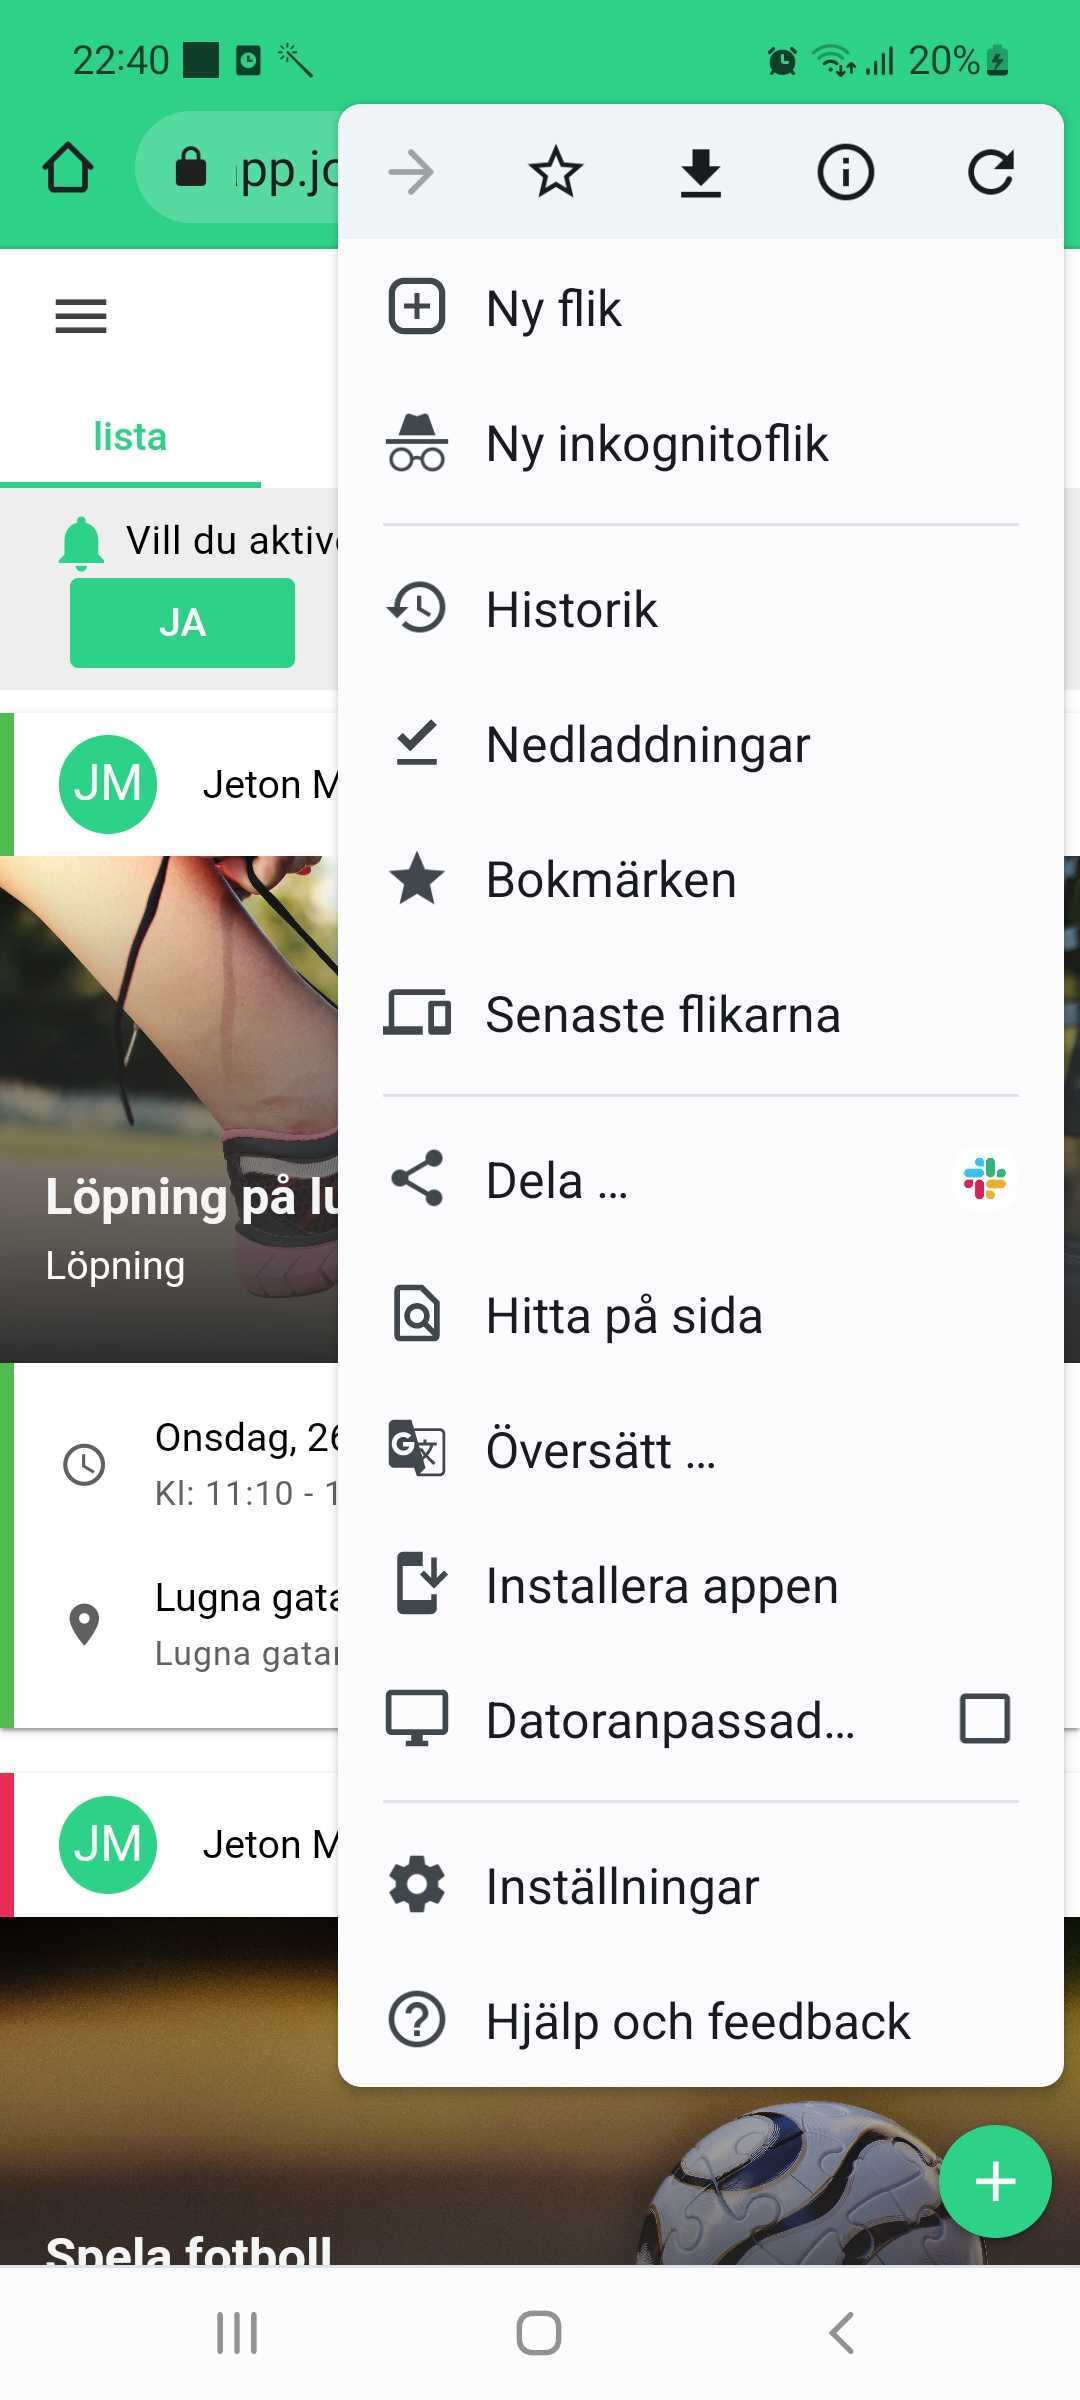 22:40
20%
app.jo
Ny flik
Ny inkognitoflik
lista
Vill du aktive
JA
Historik
Nedladdningar
JM
Jeton M
Bokmärken
Senaste flikarna
Dela ...
Löpning på lu
Löpning
Hitta på sida
Onsdag, 26
Kl: 11:10 - 1
Översätt ...
Lugna gata
Lugna gatan
Installera appen
Datoranpassad...
JM
Jeton M
Inställningar
Hjälp och feedback
Spela fotboll